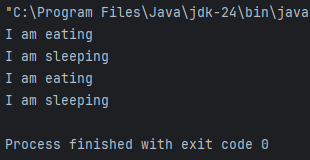 "C:\Program Files\Java\jdk-24\bin\java
I am eating
I am sleeping
I am eating
I am sleeping
Process finished with exit code 0